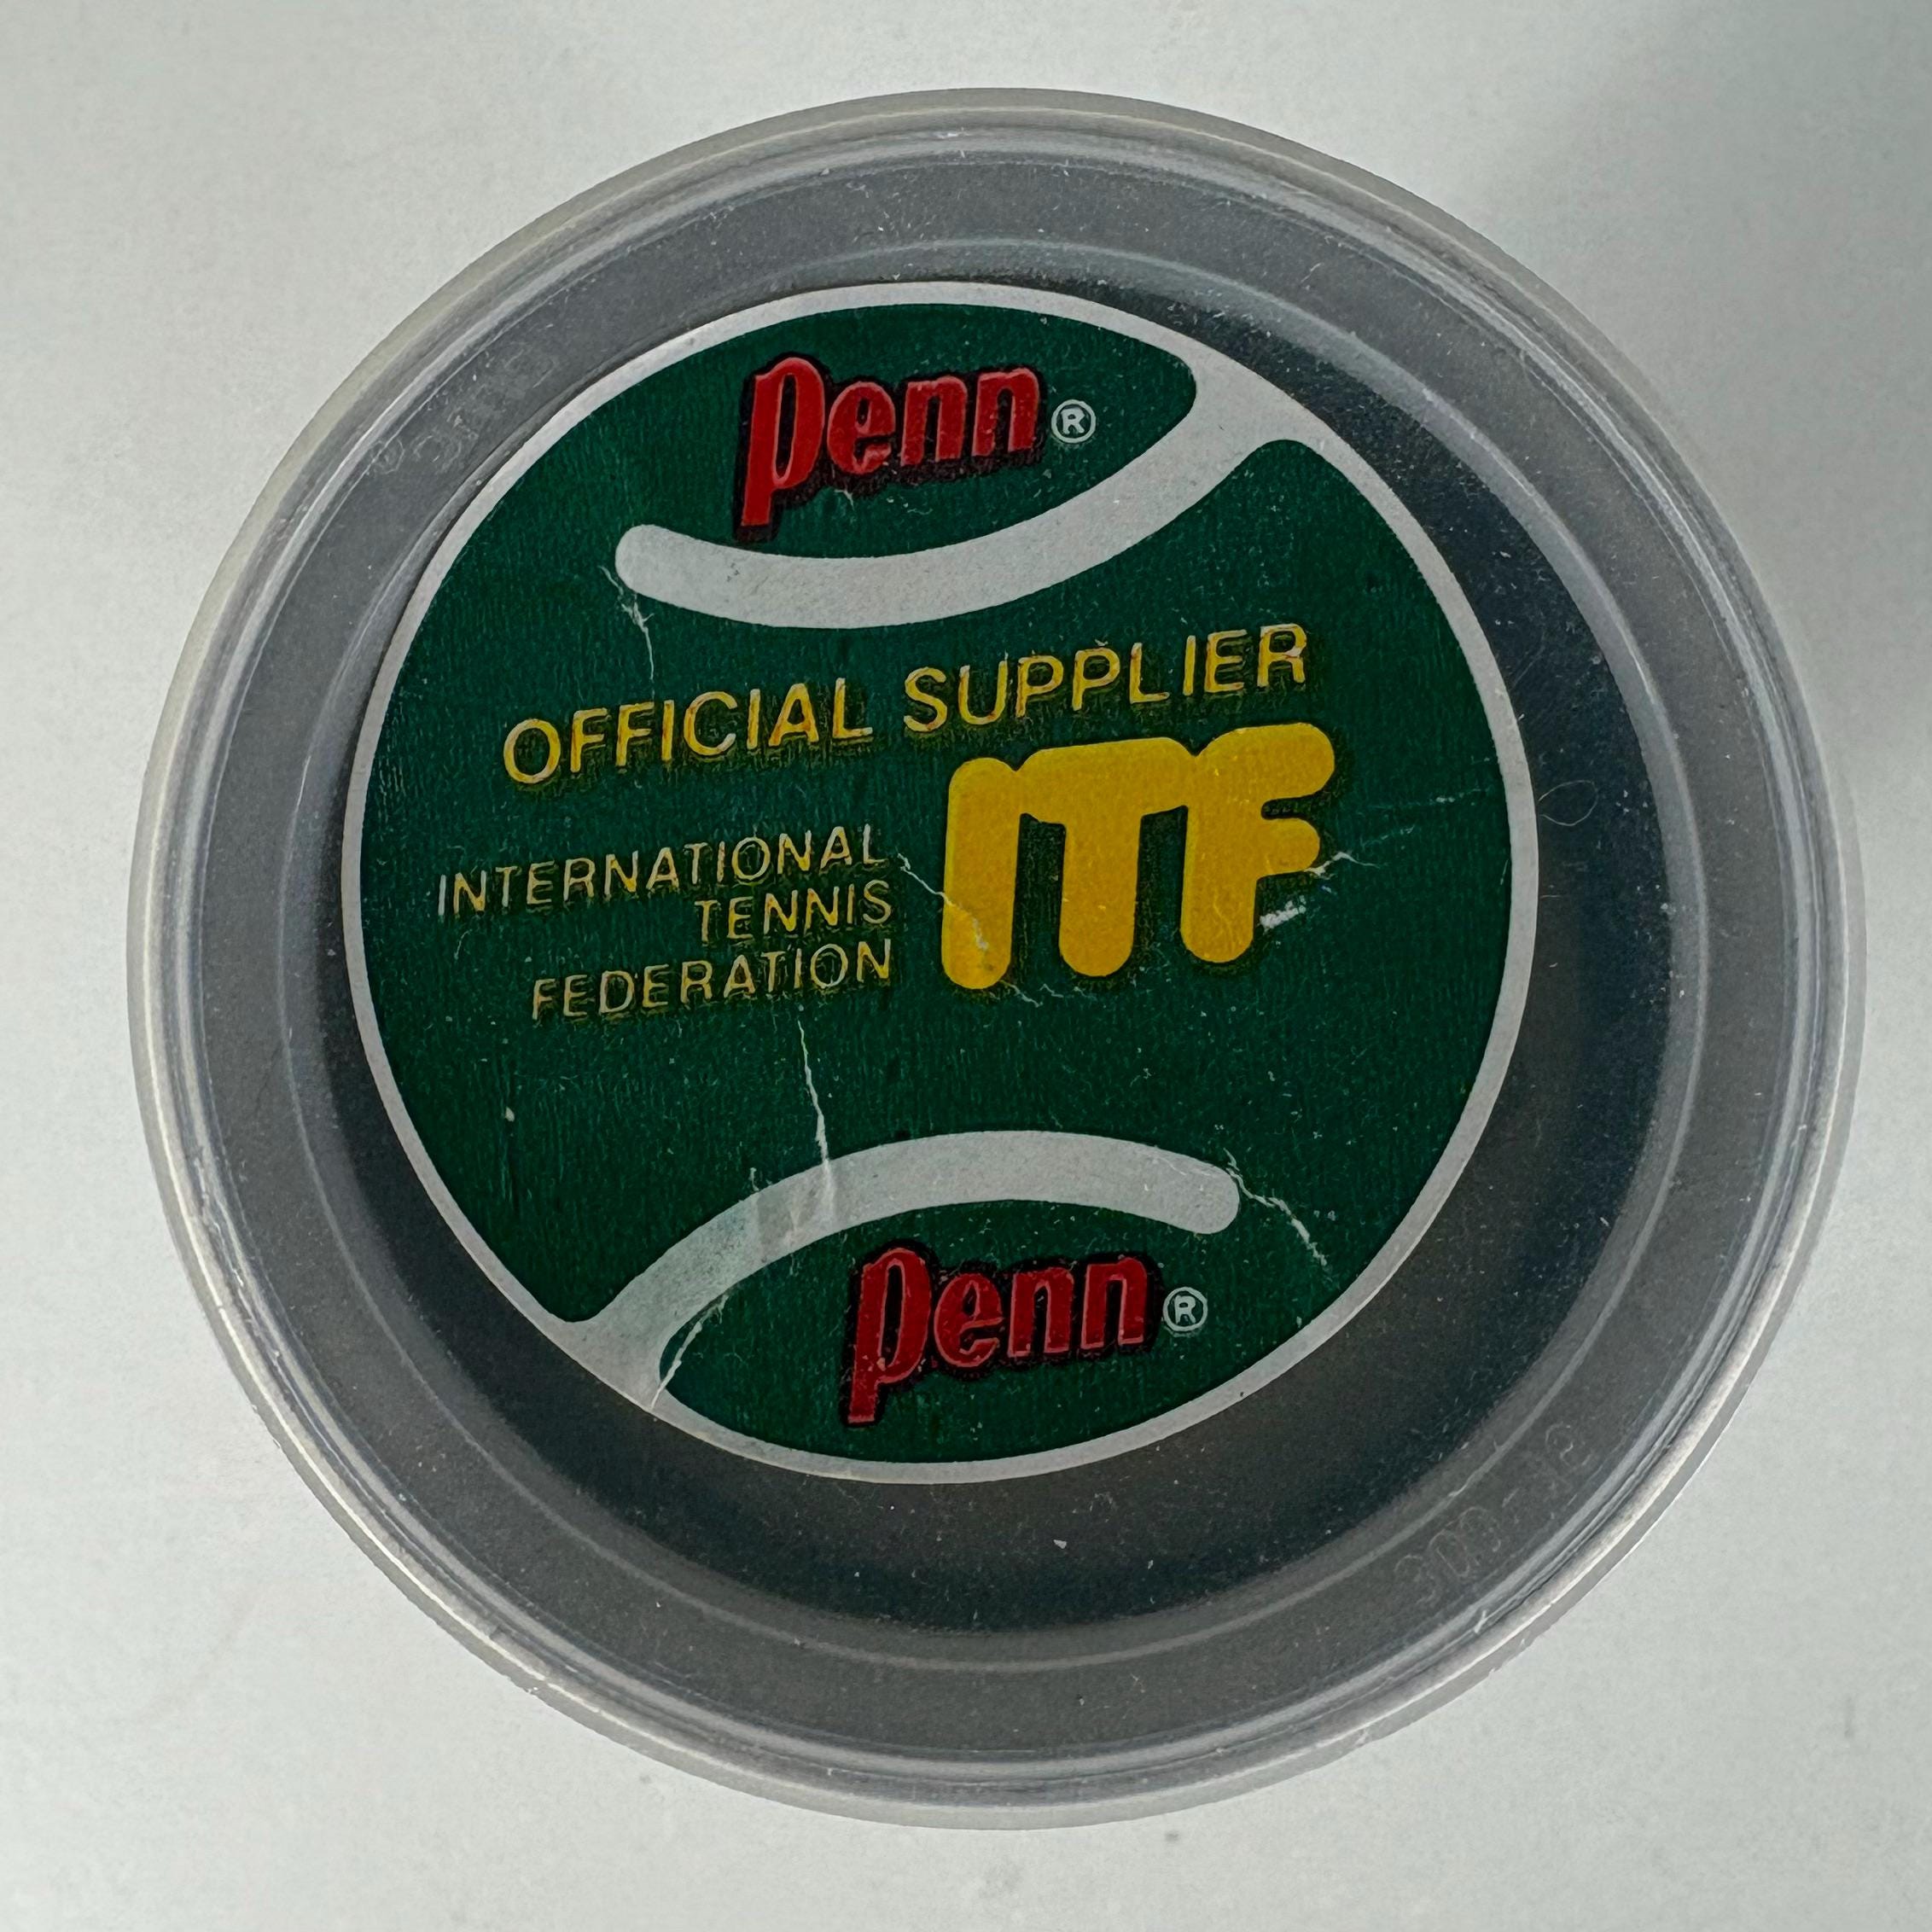 Penn®
OFFICIAL SUPPLIER
INTERNATIONAL
TENNIS
FEDERATION
ITF
Penn®